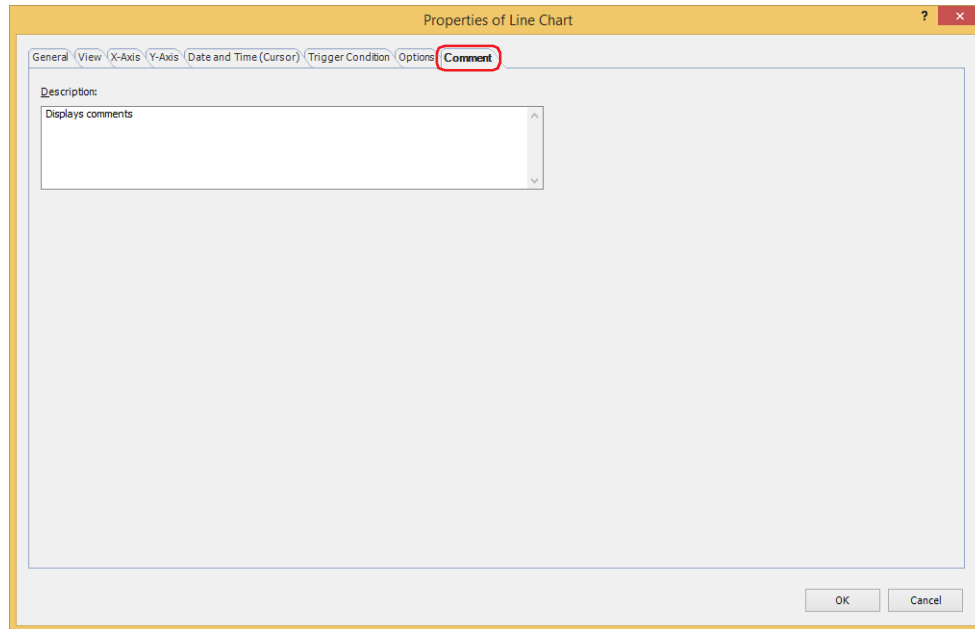 Properties of Line Chart
? ×
General View X-Axis Y-Axis Date and Time (Cursor) Trigger Condition Options Comment
Description:
Displays comments
OK Cancel